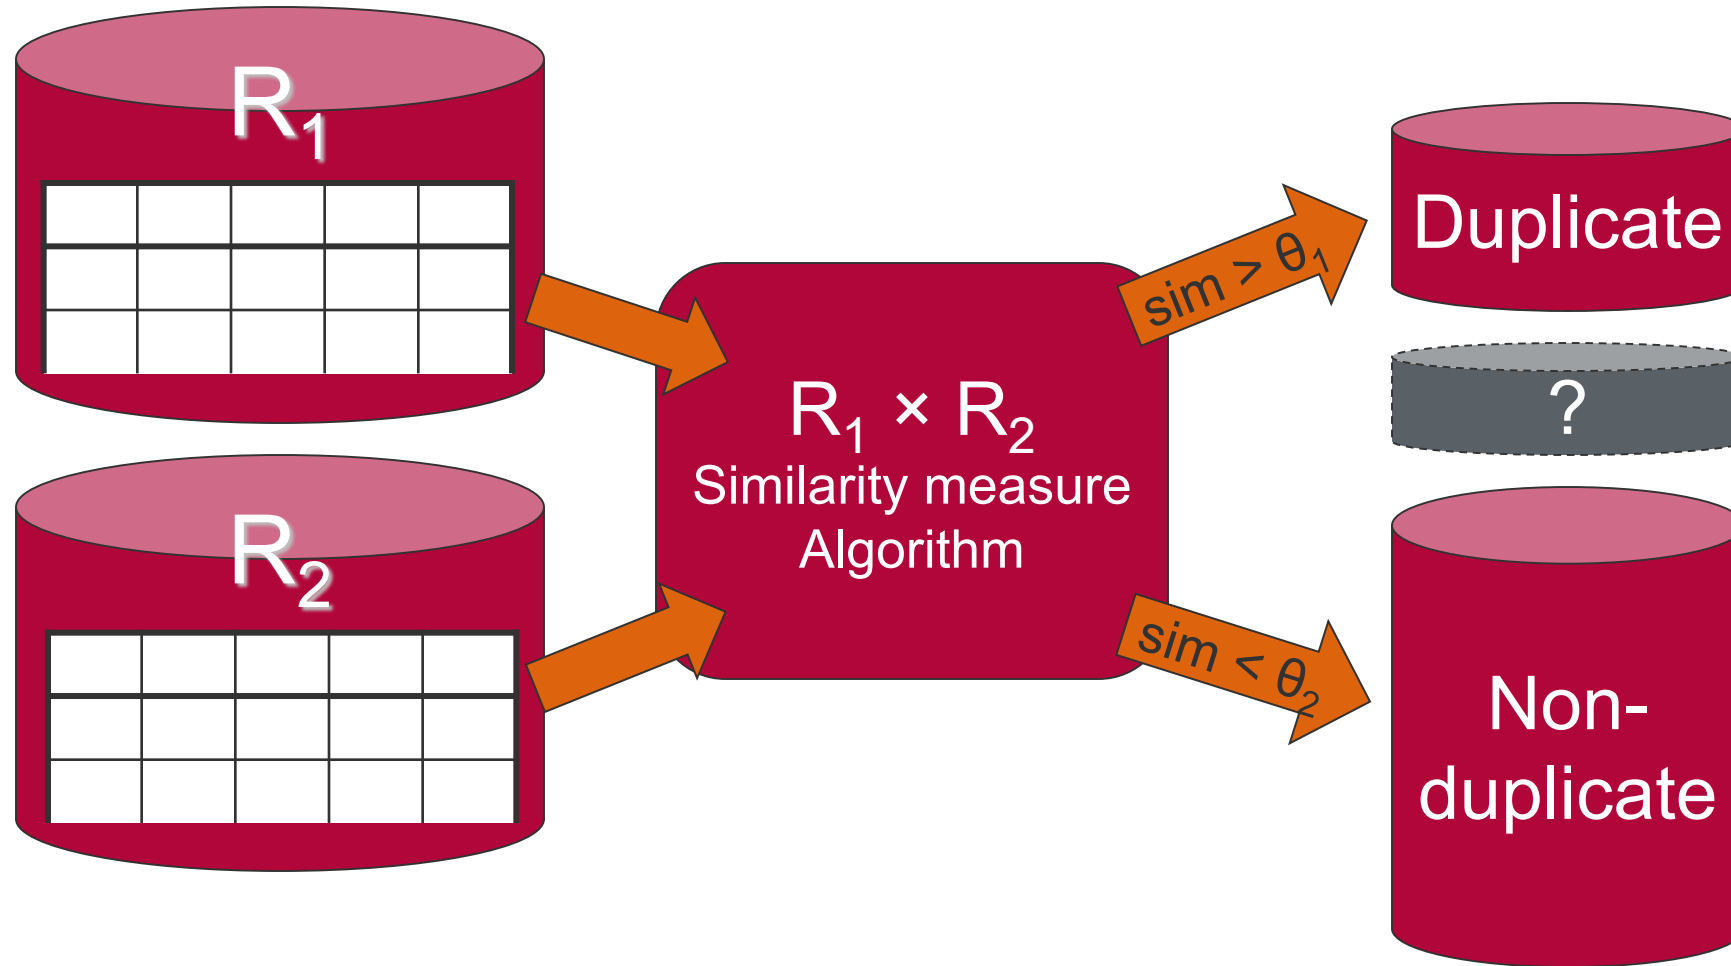 R₁
R₂
R₁ × R₂
Similarity measure
Algorithm
sim > θ₁
sim < θ₂
Duplicate
?
Non-
duplicate